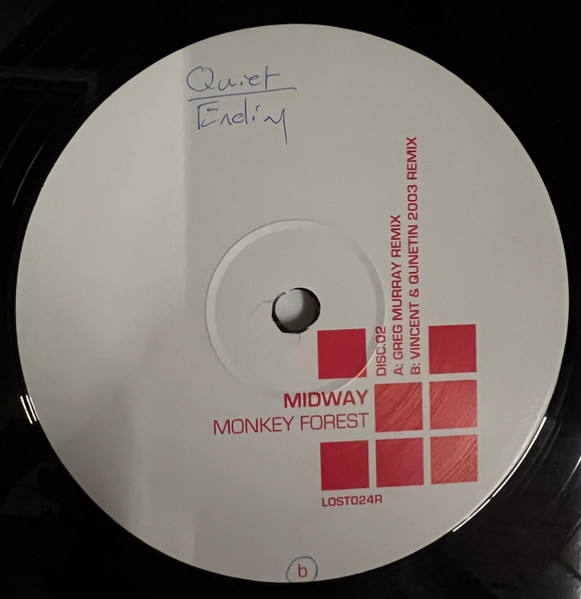 Quiet
Ending
DISC.02
A: GREG MURRAY REMIX
B: VINCENT & QUNETIN 2003 REMIX
MIDWAY
MONKEY FOREST
LOST024R
b